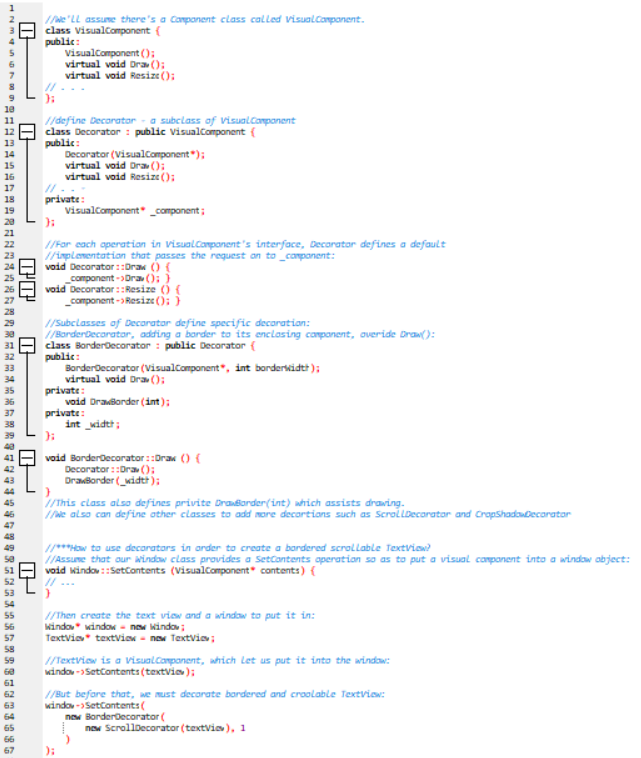 1
2 //We'll assume there's a Component class called VisualComponent.
3 class VisualComponent {
4 public:
5 VisualComponent();
6 virtual void Draw();
7 virtual void Resize();
8 // . . .
9 };
10
11 //define Decorator - a subclass of VisualComponent
12 class Decorator : public VisualComponent {
13 public:
14 Decorator(VisualComponent*);
15 virtual void Draw();
16 virtual void Resize();
17 // . . .
18 private:
19 VisualComponent* _component;
20 };
21
22 //For each operation in VisualComponent's interface, Decorator defines a default
23 //implementation that passes the request on to _component:
24 void Decorator::Draw () {
25 _component->Draw(); }
26 void Decorator::Resize () {
27 _component->Resize(); }
28
29 //Subclasses of Decorator define specific decoration:
30 //BorderDecorator, adding a border to its enclosing component, overide Draw():
31 class BorderDecorator : public Decorator {
32 public:
33 BorderDecorator(VisualComponent*, int borderWidth);
34 virtual void Draw();
35 private:
36 void DrawBorder(int);
37 private:
38 int _width;
39 };
40
41 void BorderDecorator::Draw () {
42 Decorator::Draw();
43 DrawBorder(_width);
44 }
45 //This class also defines privite DrawBorder(int) which assists drawing.
46 //We also can define other classes to add more decortions such as ScrollDecorator and CropShadowDecorator
47
48
49 //***How to use decorators in order to create a bordered scrollable TextView?
50 //Assume that our Window class provides a SetContents operation so as to put a visual component into a window object:
51 void Window::SetContents (VisualComponent* contents) {
52 // ...
53 }
54
55 //Then create the text view and a window to put it in:
56 Window* window = new Window;
57 TextView* textView = new TextView;
58
59 //TextView is a VisualComponent, which let us put it into the window:
60 window->SetContents(textView);
61
62 //But before that, we must decorate bordered and croolable TextView:
63 window->SetContents(
64 new BorderDecorator(
65 new ScrollDecorator(textView), 1
66 )
67 );